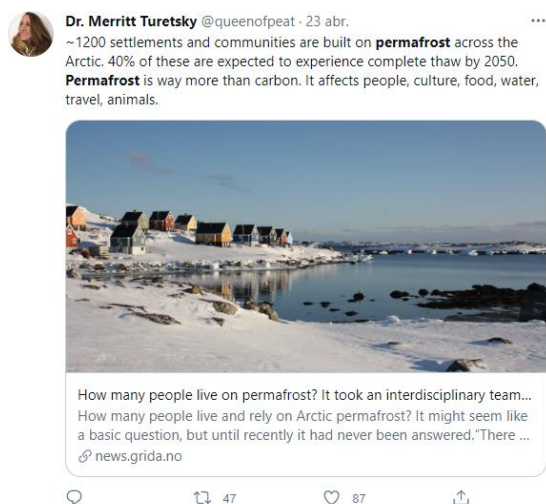 Dr. Merritt Turetsky @queenofpeat · 23 abr.
~1200 settlements and communities are built on permafrost across the
Arctic. 40% of these are expected to experience complete thaw by 2050.
Permafrost is way more than carbon. It affects people, culture, food, water,
travel, animals.
How many people live on permafrost? It took an interdisciplinary team...
How many people live and rely on Arctic permafrost? It might seem like
a basic question, but until recently it had never been answered."There ...
news.grida.no
47 87